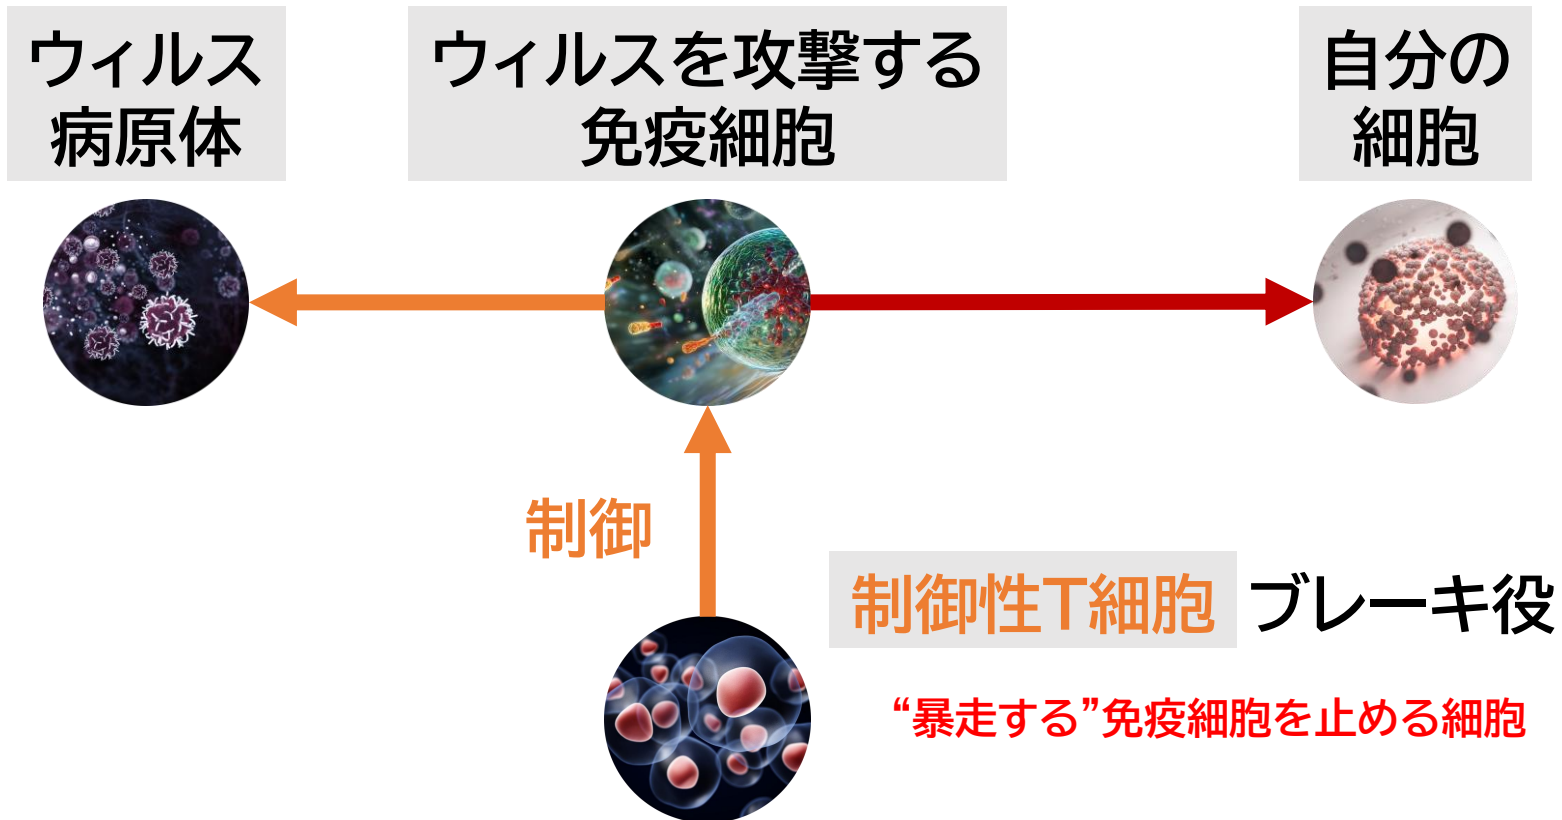 ウィルス
病原体
ウィルスを攻撃する
免疫細胞
自分の
細胞
制御
制御性T細胞 ブレーキ役
“暴走する”免疫細胞を止める細胞